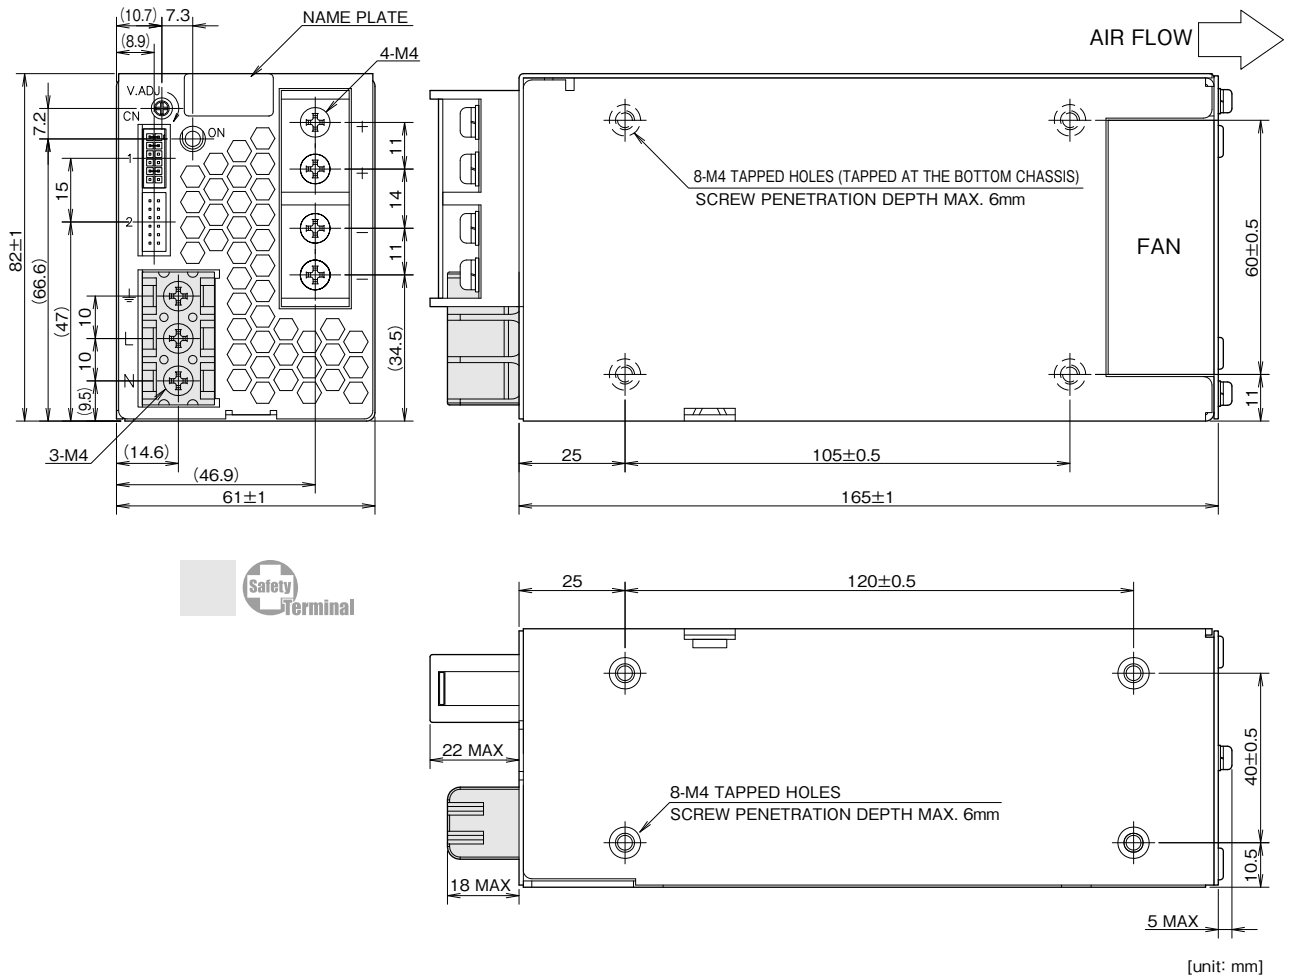 (10.7) 7.3
NAME PLATE
(8.9)
4-M4
AIR FLOW
V.ADJ
CN
ON
7.2
1
15
2
82±1
(66.6)
(47)
10
10
(9.5)
L
N
+
+
−
−
11
14
11
(34.5)
3-M4
(14.6)
(46.9)
61±1
8-M4 TAPPED HOLES (TAPPED AT THE BOTTOM CHASSIS)
SCREW PENETRATION DEPTH MAX. 6mm
FAN
60±0.5
11
25
105±0.5
165±1
Safety
Terminal
25
120±0.5
22 MAX
8-M4 TAPPED HOLES
SCREW PENETRATION DEPTH MAX. 6mm
18 MAX
40±0.5
10.5
5 MAX
[unit: mm]